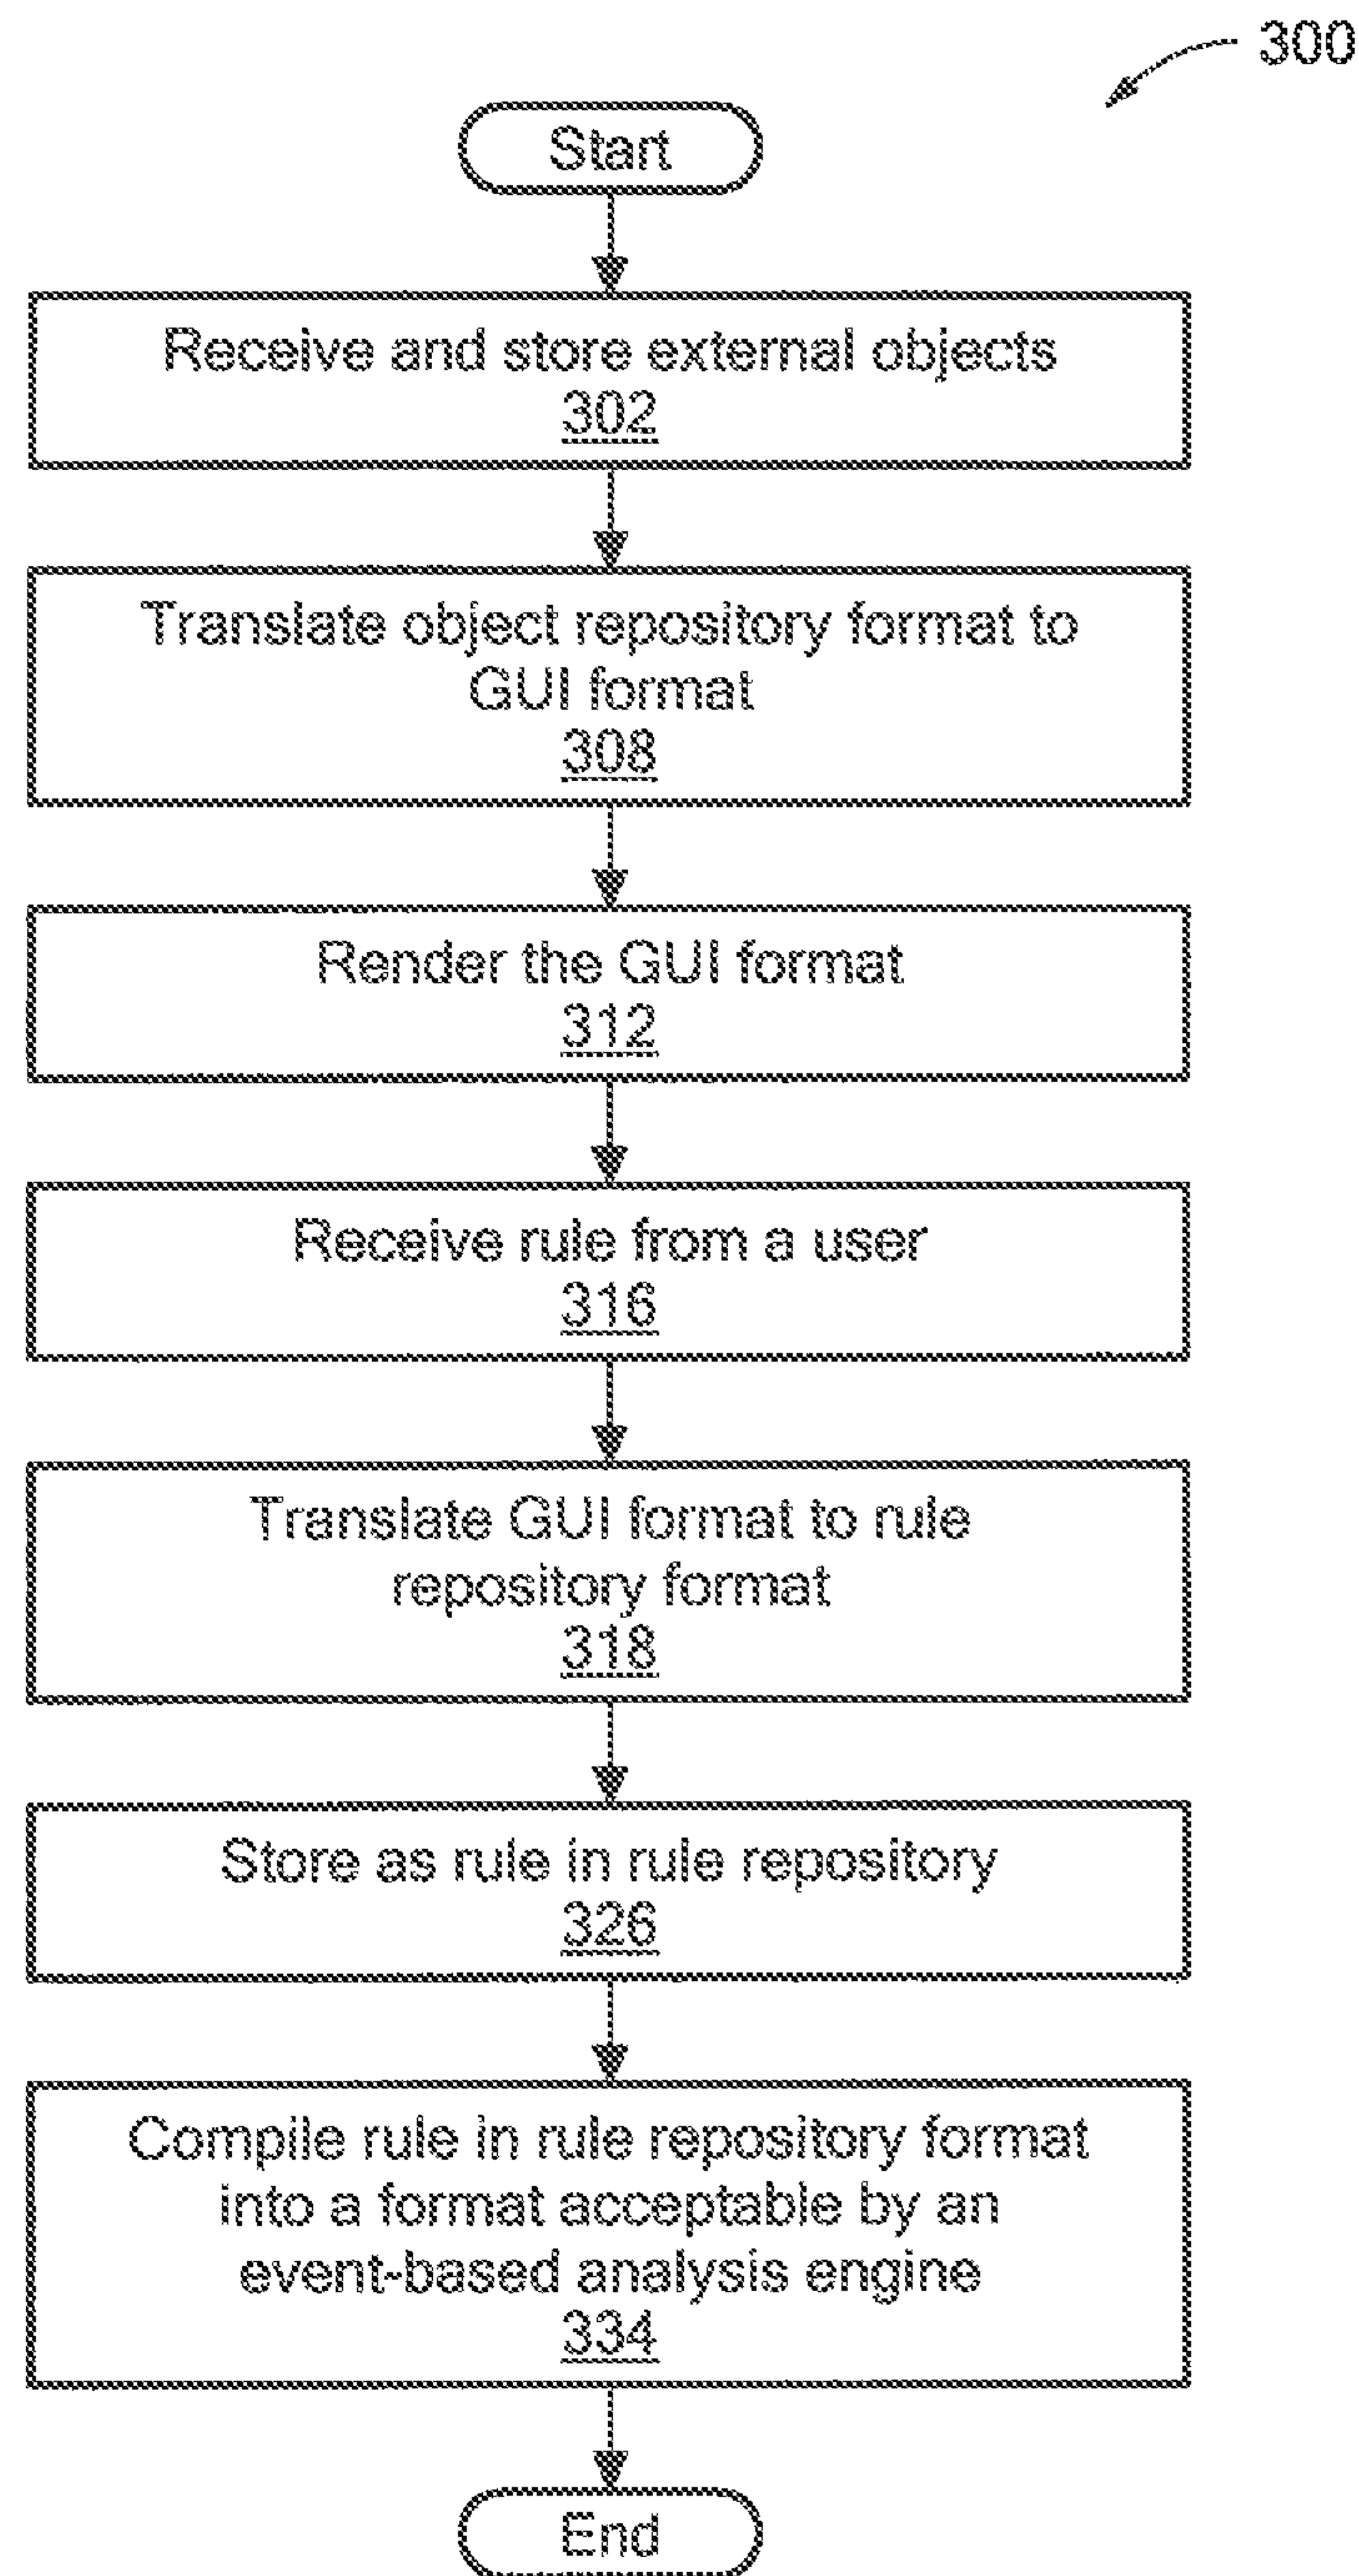 300
Start
Receive and store external objects
302
Translate object repository format to
GUI format
308
Render the GUI format
312
Receive rule from a user
316
Translate GUI format to rule
repository format
318
Store as rule in rule repository
326
Compile rule in rule repository format
into a format acceptable by an
event-based analysis engine
334
End